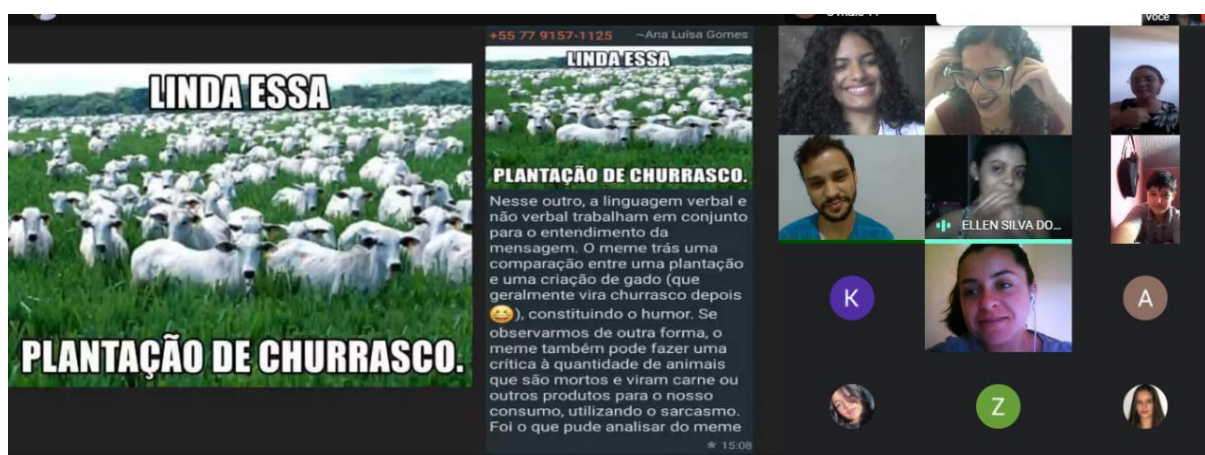 LINDA ESSA
PLANTAÇÃO DE CHURRASCO.
+55 77 9157-1125 ~Ana Luísa Gomes
LINDA ESSA
PLANTAÇÃO DE CHURRASCO.
Nesse outro, a linguagem verbal e
não verbal trabalham em conjunto
para o entendimento da
mensagem. O meme trás uma
comparação entre uma plantação
e uma criação de gado (que
geralmente vira churrasco depois
😆), constituindo o humor. Se
observarmos de outra forma, o
meme também pode fazer uma
crítica à quantidade de animais
que são mortos e viram carne ou
outros produtos para o nosso
consumo, utilizando o sarcasmo.
Foi o que pude analisar do meme
★ 15:08
Você
ELLEN SILVA DO...
K
A
Z